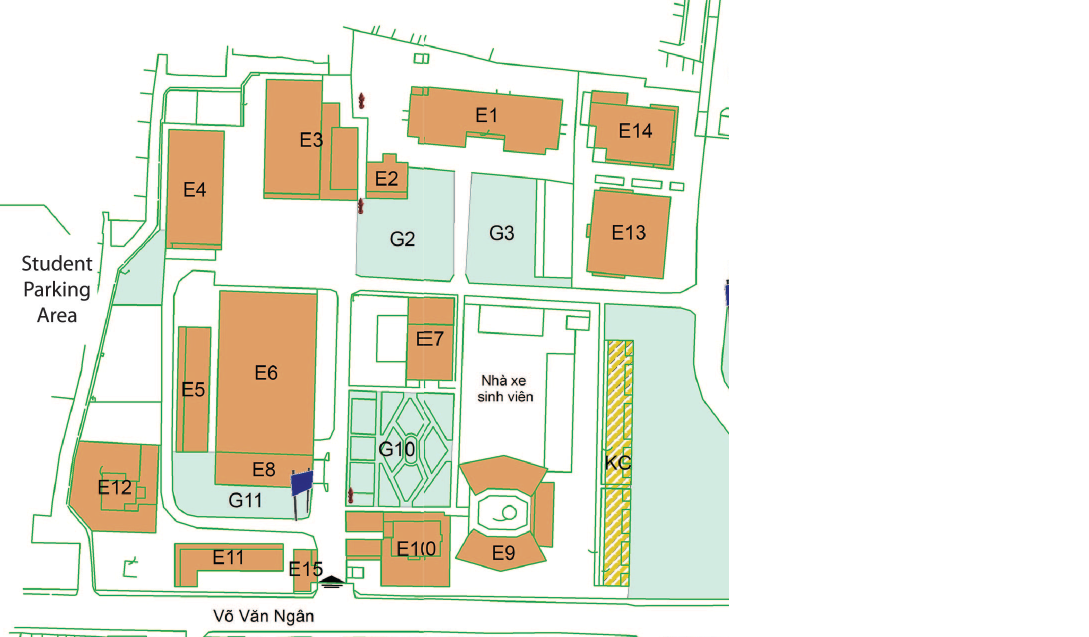 E1
E14
E3
E2
E4
G2
G3
E13
Student
Parking
Area
E7
E6
E5
Nhà xe
sinh viên
G10
KC
E8
E12
G11
E10
E9
E11
E15
Võ Văn Ngân